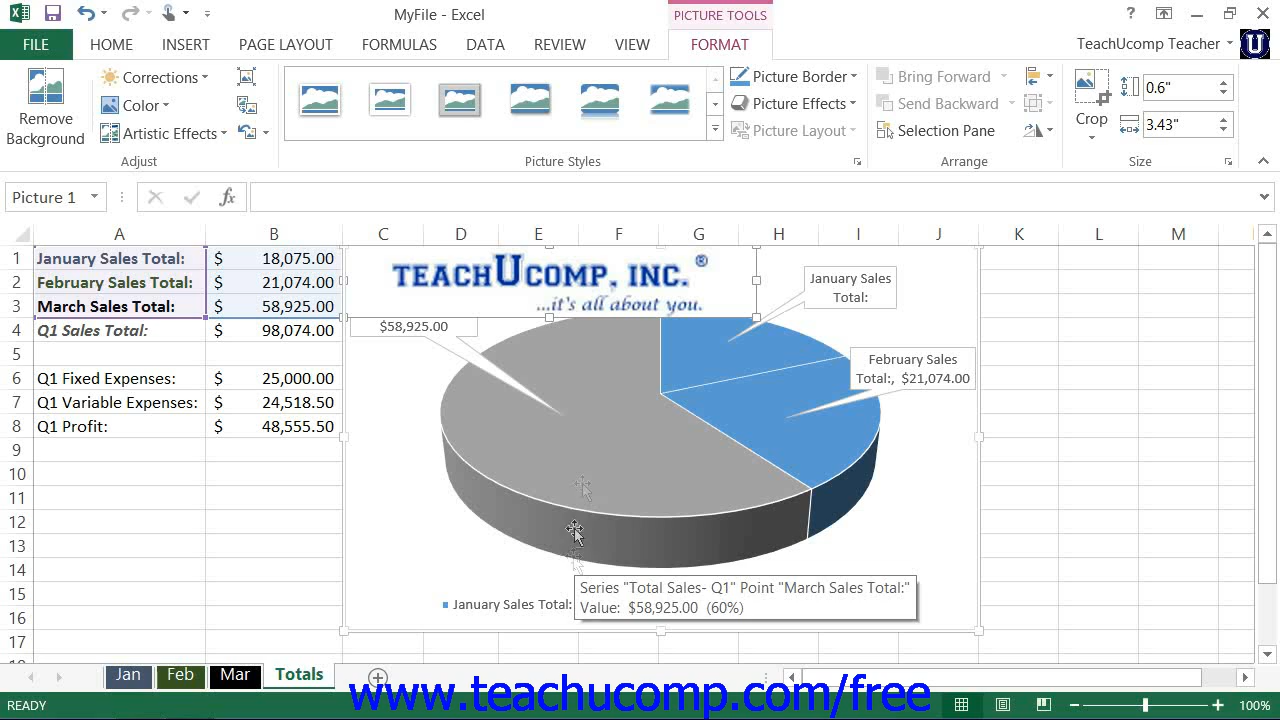 MyFile - Excel
PICTURE TOOLS
?
FILE HOME INSERT PAGE LAYOUT FORMULAS DATA REVIEW VIEW FORMAT
TeachUcomp Teacher
U
Remove
Background
Corrections
Color
Artistic Effects
Adjust
Picture Styles
Picture Border
Picture Effects
Picture Layout
Bring Forward
Send Backward
Selection Pane
Arrange
Crop
0.6"
3.43"
Size
Picture 1
fx
A B C D E F G H I J K L M
1 January Sales Total: $ 18,075.00
2 February Sales Total: $ 21,074.00
3 March Sales Total: $ 58,925.00
4 Q1 Sales Total: $ 98,074.00
5
6 Q1 Fixed Expenses: $ 25,000.00
7 Q1 Variable Expenses: $ 24,518.50
8 Q1 Profit: $ 48,555.50
9
10
11
12
13
14
15
16
17
TEACHUCOMP, INC.®
...it's all about you.
January Sales
Total:
$58,925.00
February Sales
Total:, $21,074.00
January Sales Total:
Series "Total Sales- Q1" Point "March Sales Total:"
Value: $58,925.00 (60%)
Jan Feb Mar Totals
www.teachucomp.com/free
READY
100%